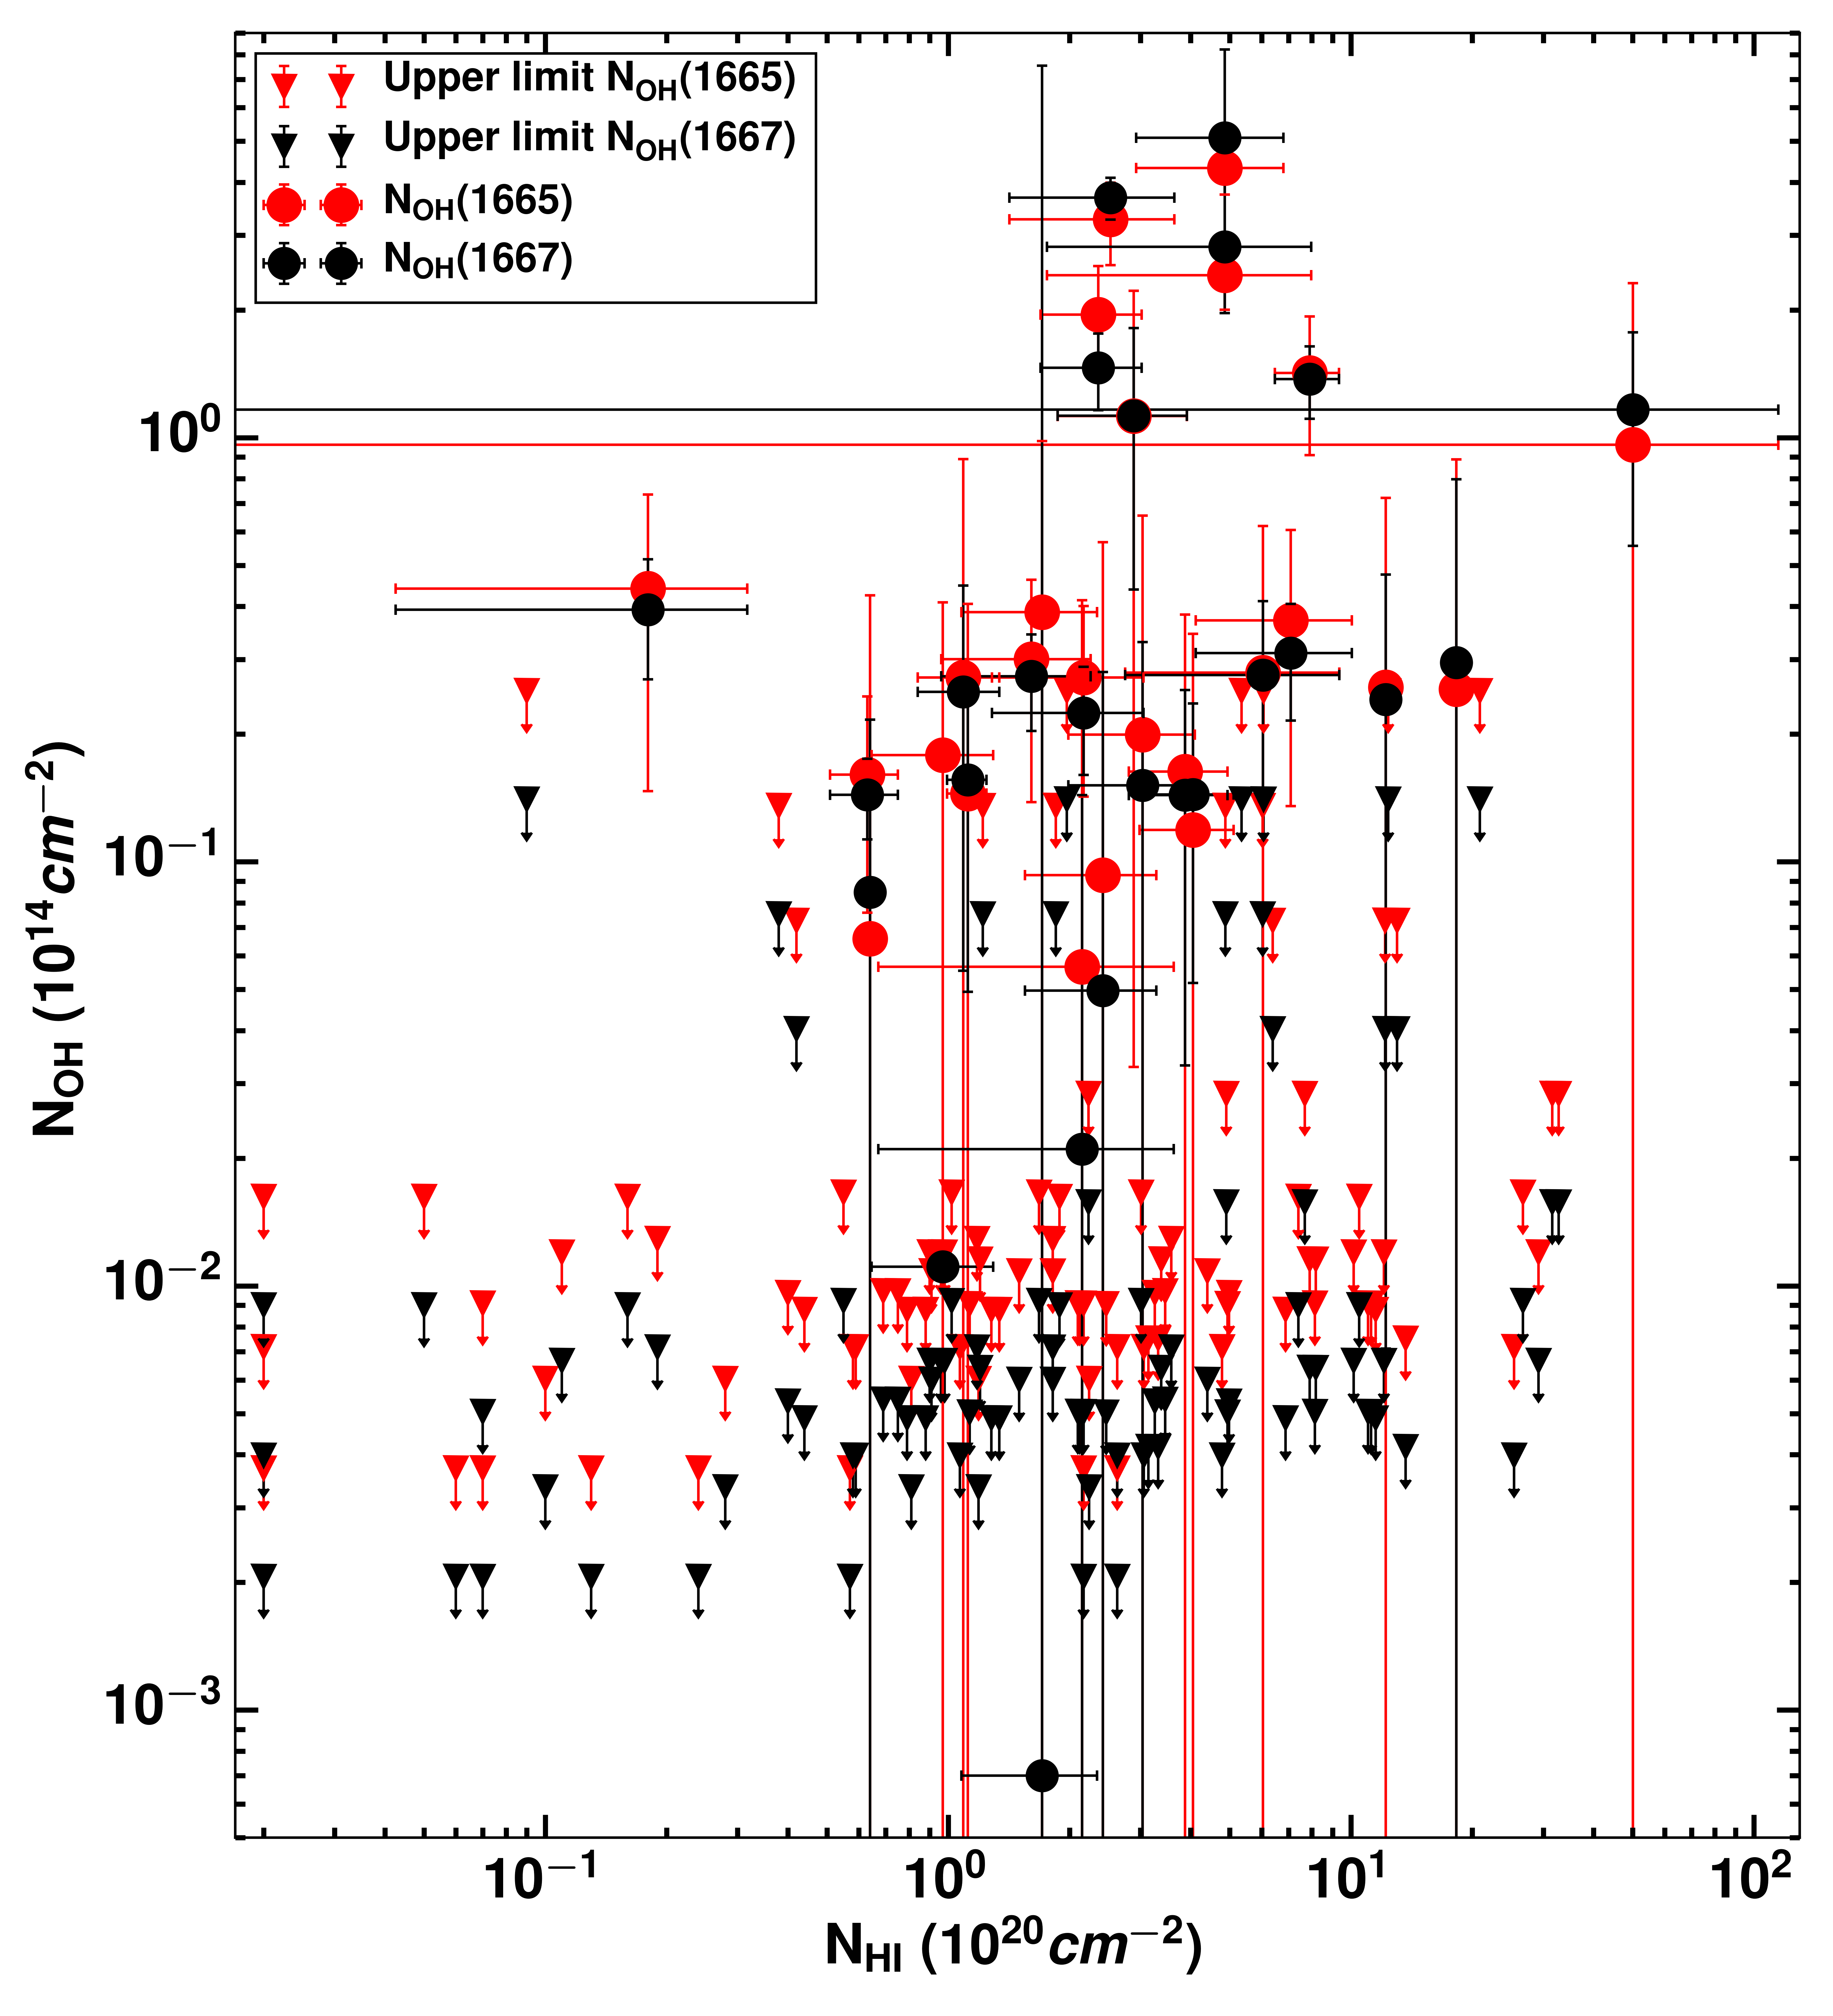 Upper limit N_OH(1665)
Upper limit N_OH(1667)
N_OH(1665)
N_OH(1667)
10^0
10^−1
10^−2
10^−3
N_OH (10^14 cm^−2)
10^−1 10^0 10^1 10^2
N_HI (10^20 cm^−2)